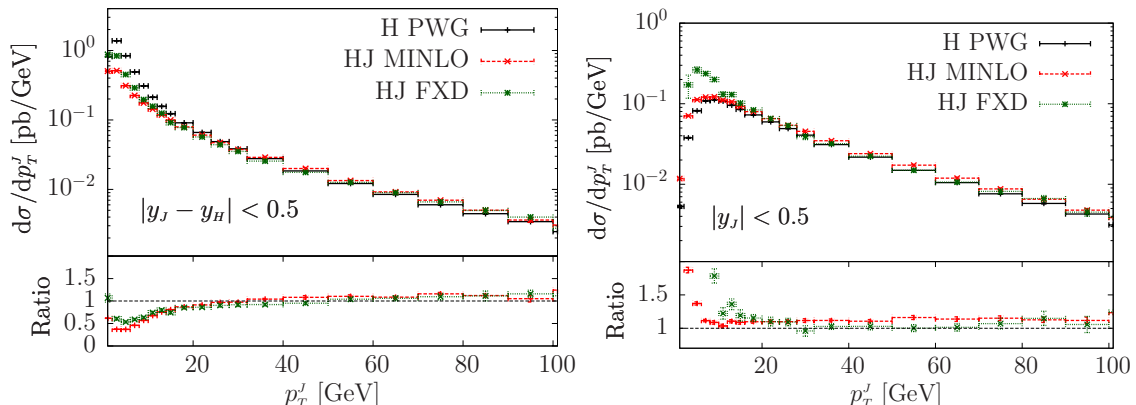 H PWG
HJ MINLO
HJ FXD
dσ/dp_T^J [pb/GeV]
10^0
10^-1
10^-2
|y_J − y_H| < 0.5
Ratio
1.5
1
0.5
0
20
40
60
80
100
p_T^J [GeV]
H PWG
HJ MINLO
HJ FXD
dσ/dp_T^J [pb/GeV]
10^0
10^-1
10^-2
|y_J| < 0.5
Ratio
1.5
1
0
20
40
60
80
100
p_T^J [GeV]